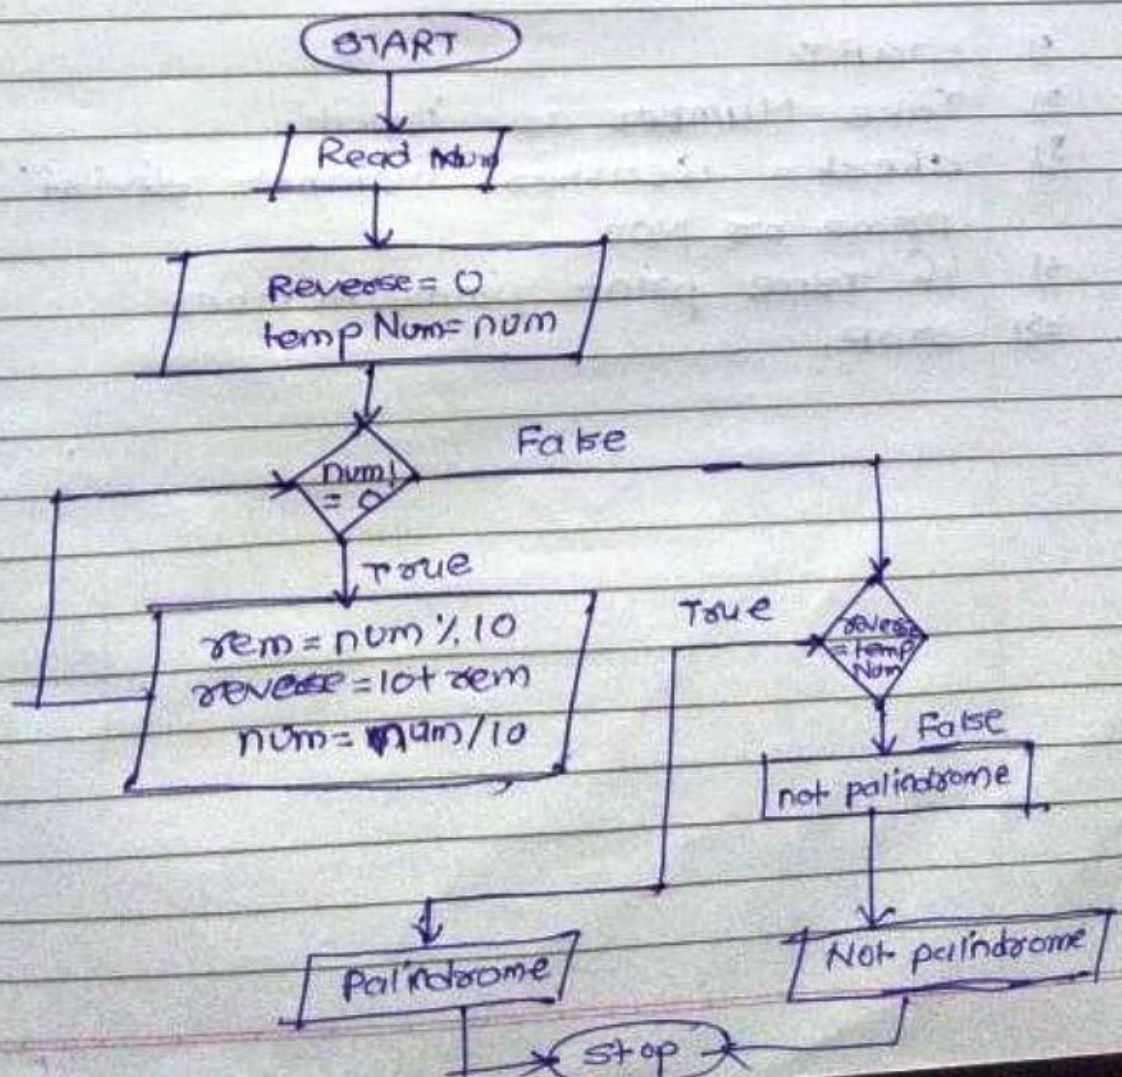 START
Read Num
Reverse = 0
temp Num = num
num!
= 0
False
True
rem = num % 10
reverse = 10 + rem
num = num/10
True
reverse
= temp
Num
False
not palindrome
Palindrome
Not palindrome
Stop